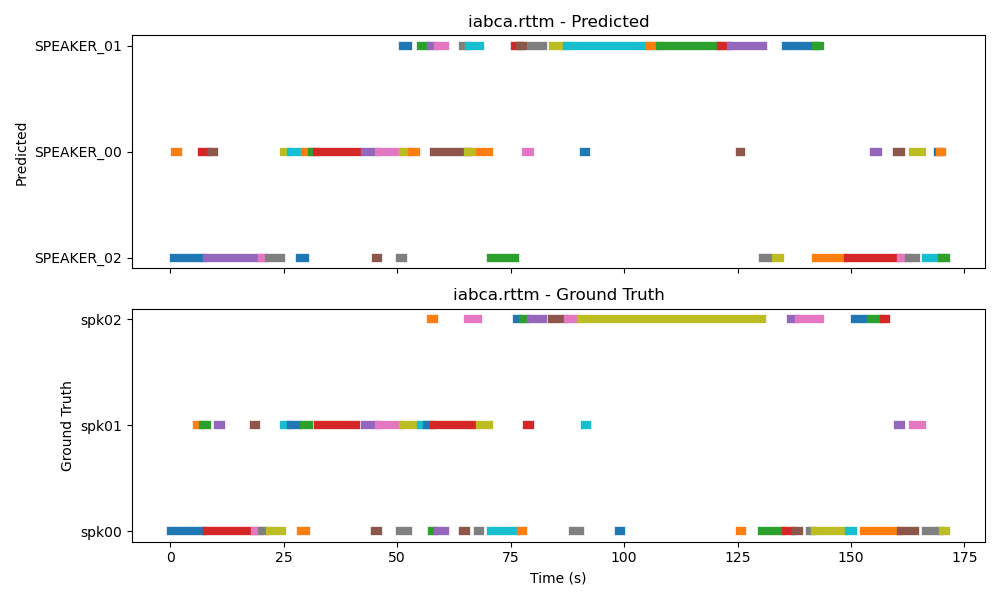 iabca.rttm - Predicted
SPEAKER_01
SPEAKER_00
SPEAKER_02
Predicted
iabca.rttm - Ground Truth
spk02
spk01
spk00
Ground Truth
0 25 50 75 100 125 150 175
Time (s)